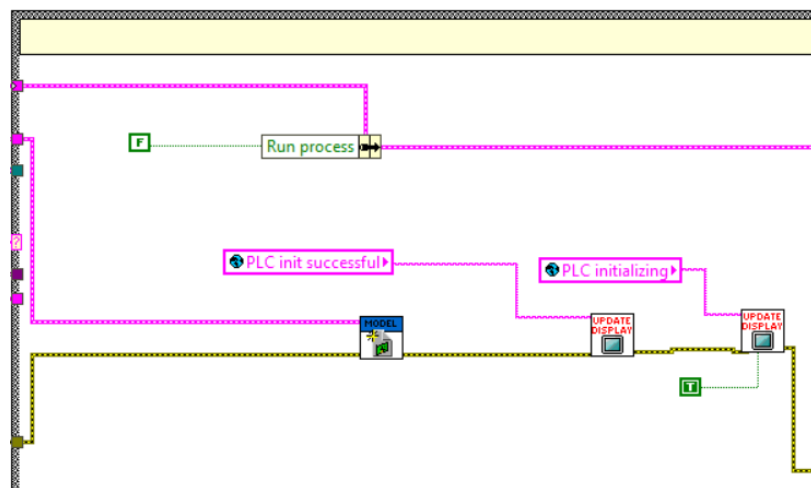 F
Run process
?
PLC init successful
PLC initializing
MODEL
UPDATE
DISPLAY
UPDATE
DISPLAY
T